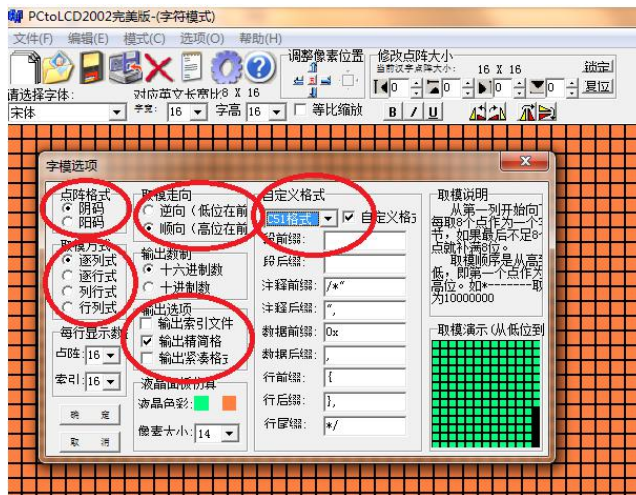 PCtoLCD2002完美版-(字符模式)
文件(F) 编辑(E) 模式(C) 选项(O) 帮助(H)
调整像素位置
修改点阵大小
当前汉字点阵大小: 16 X 16
锁定
0 0 0 0 复位
请选择字体: 对应英文长宽比8 X 16
宋体 字宽: 16 字高 16 等比缩放 B I U
字模选项
点阵格式
阴码
阳码
取模方式
逐列式
逐行式
列行式
行列式
每行显示数
点阵: 16
索引: 16
确 定
取 消
取模走向
逆向(低位在前
顺向(高位在前
输出数制
十六进制数
十进制数
输出选项
输出索引文件
输出精简格
输出紧凑格式
液晶面板仿真
液晶色彩:
像素大小: 14
自定义格式
C51格式 自定义格式
段前缀:
段后缀:
注释前缀: /*"
注释后缀: ",
数据前缀: 0x
数据后缀: ,
行前缀: {
行后缀: },
行尾缀: */
取模说明
从第一列开始向下
每取8个点作为一个字
节,如果最后不足8个
点就补满8位。
取模顺序是从高到
低,即第一个点作为
高位。如*-------取
为10000000
取模演示(从低位到